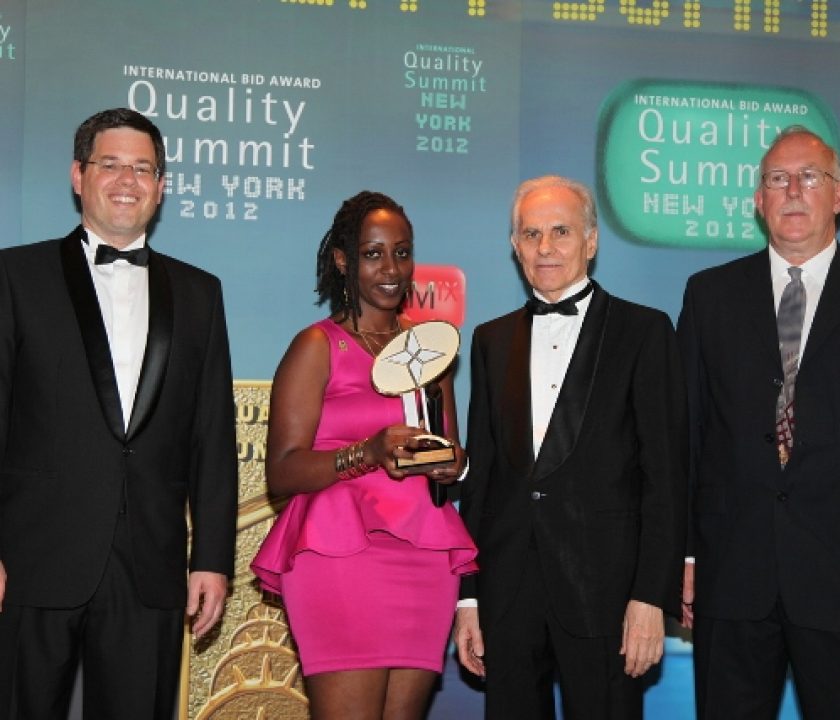 INTERNATIONAL BID AWARD
Quality
Summit
NEW YORK
2012
INTERNATIONAL
Quality
Summit
NEW
YORK
2012
INTERNATIONAL BID AWARD
Quality
Summit
NEW YO
2012
Mix